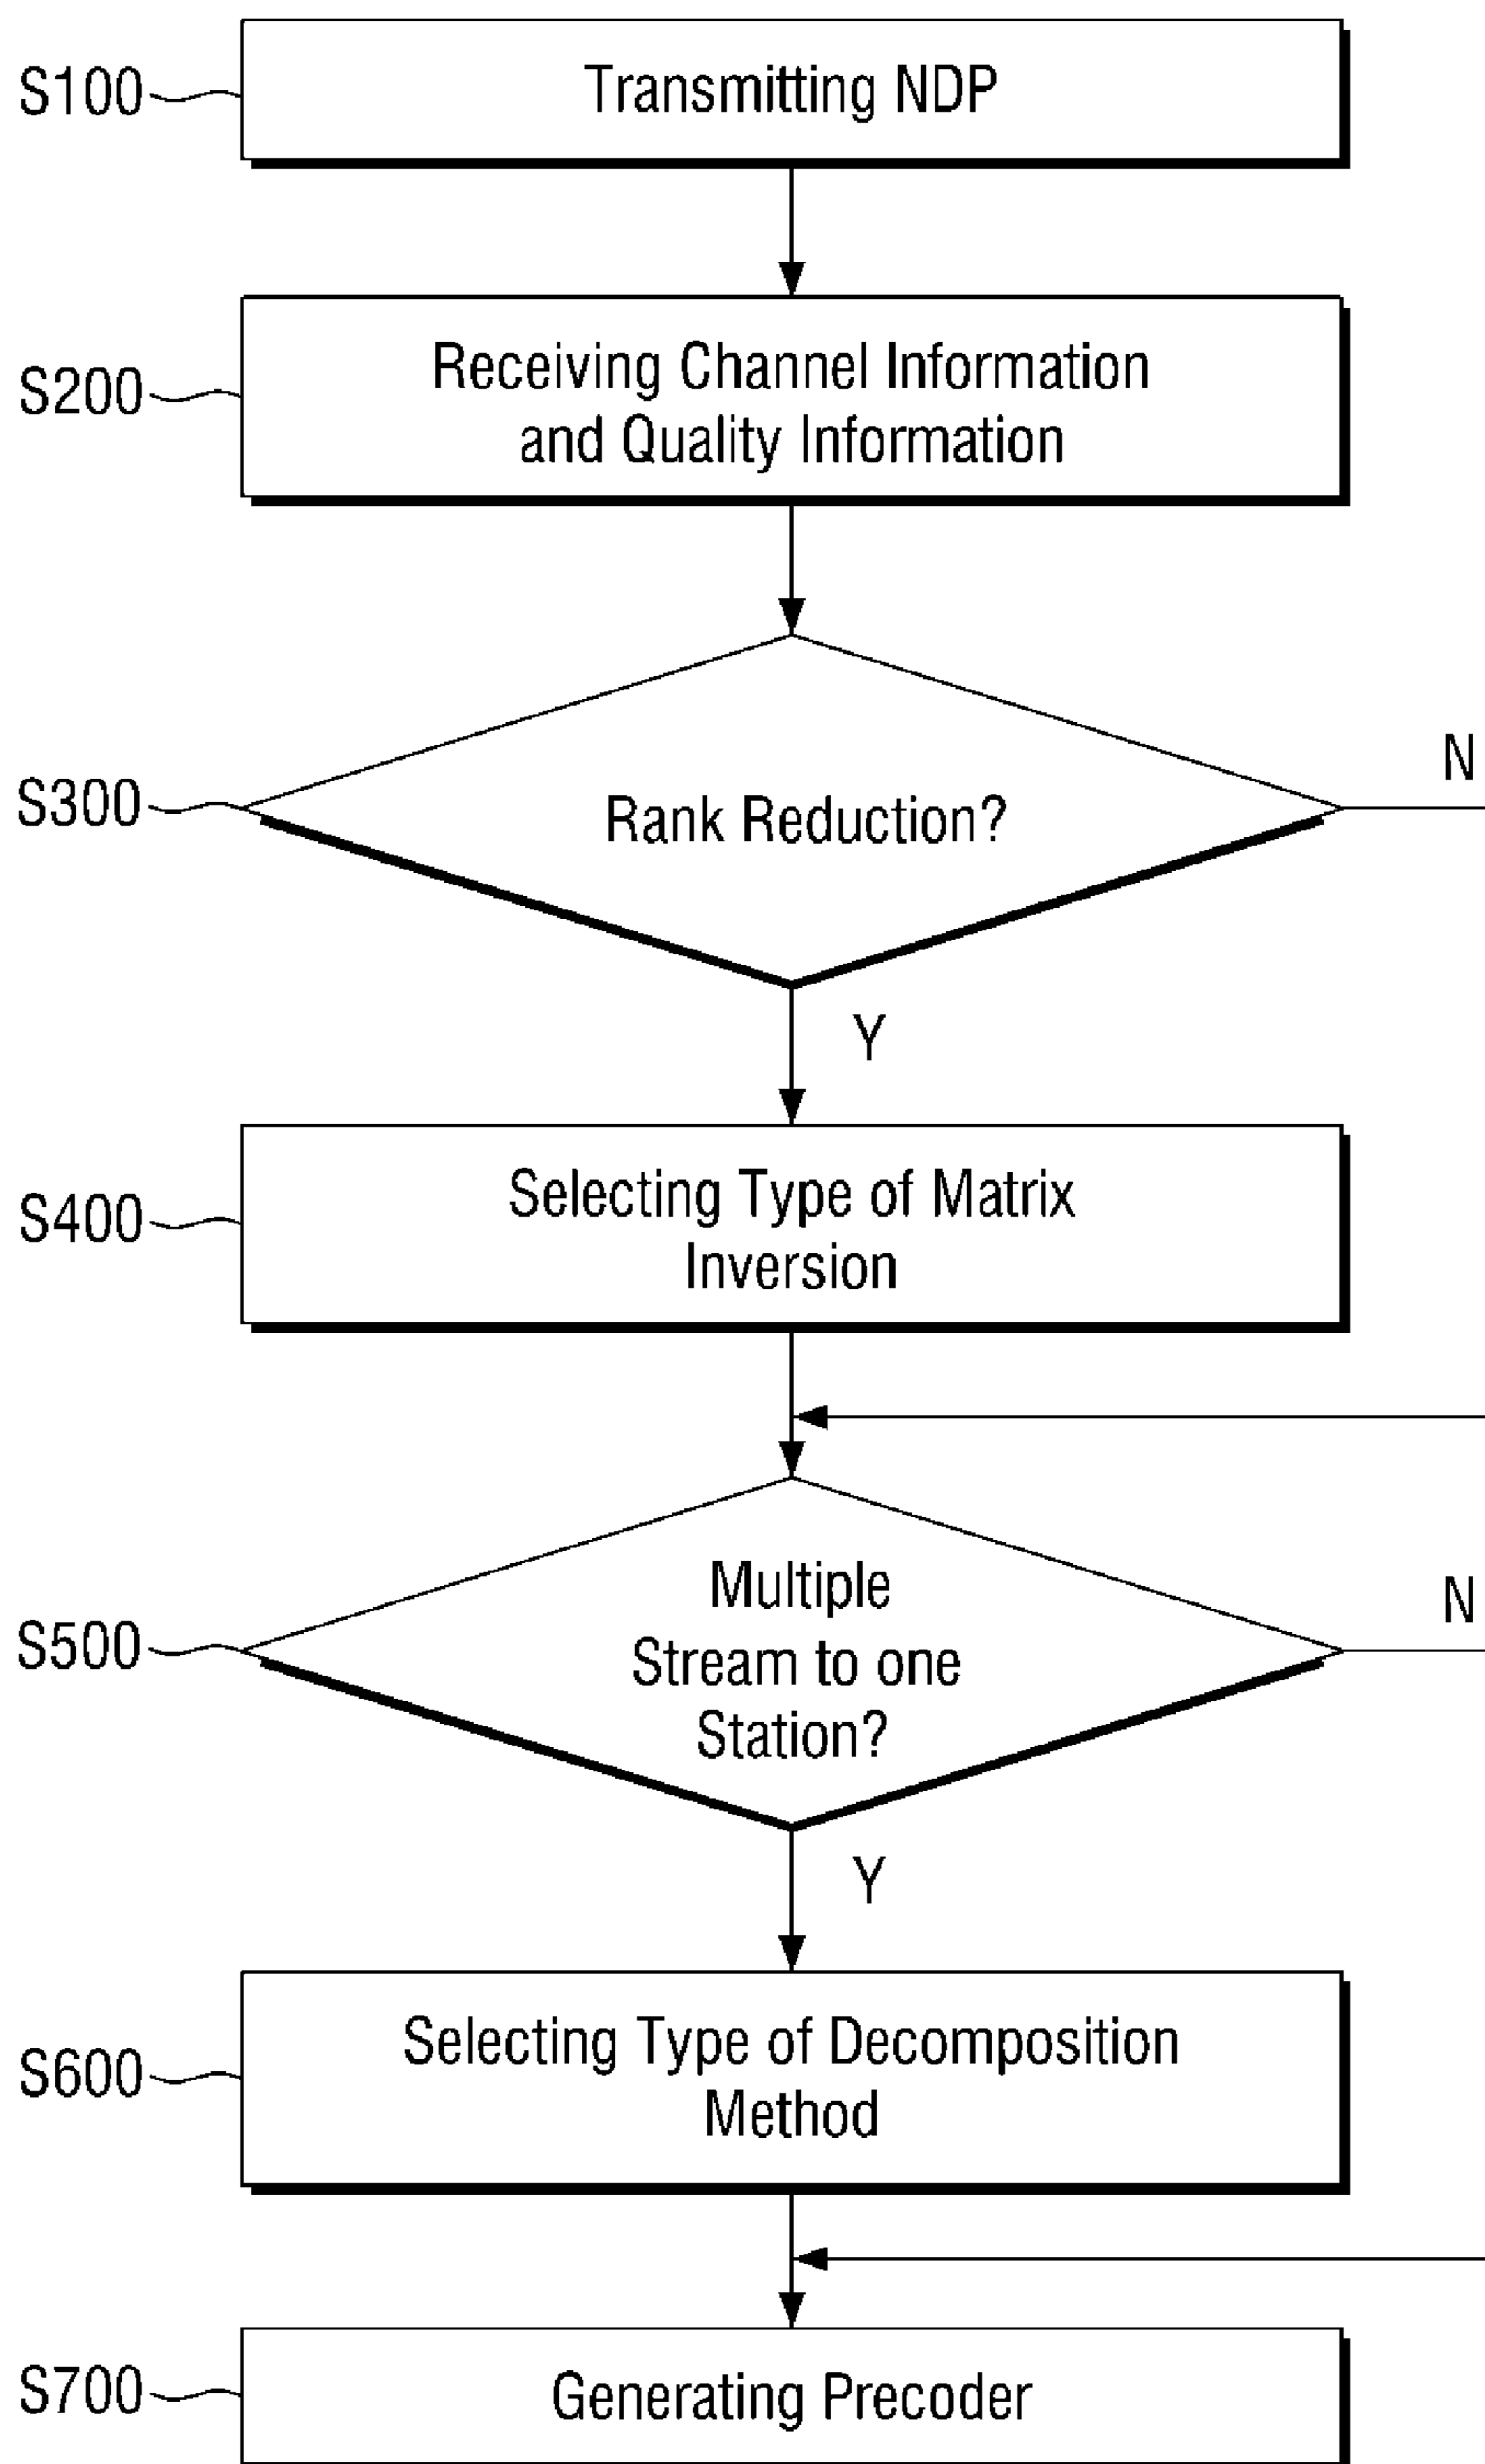 S100
Transmitting NDP
S200
Receiving Channel Information
and Quality Information
S300
Rank Reduction?
N
Y
S400
Selecting Type of Matrix
Inversion
S500
Multiple
Stream to one
Station?
N
Y
S600
Selecting Type of Decomposition
Method
S700
Generating Precoder